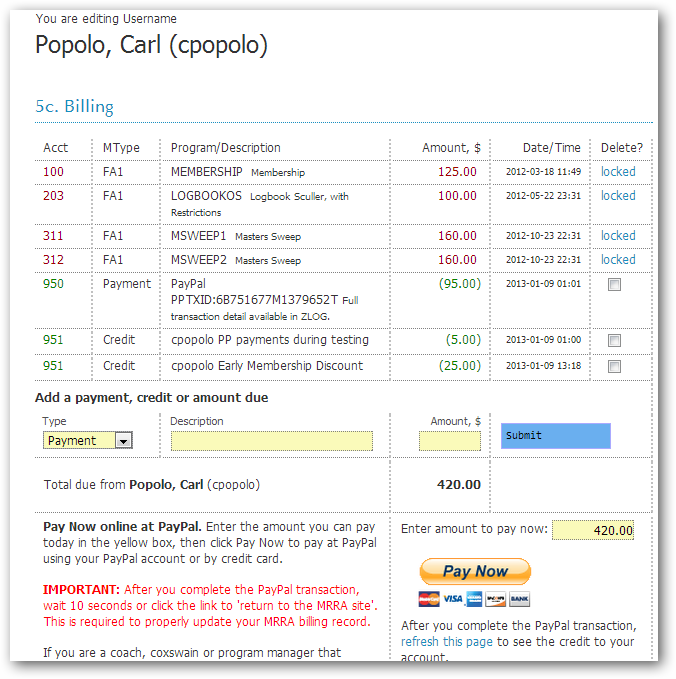 You are editing Username
Popolo, Carl (cpopolo)
5c. Billing
Acct MType Program/Description Amount, $ Date/Time Delete?
100 FA1 MEMBERSHIP Membership 125.00 2012-03-18 11:49 locked
203 FA1 LOGBOOKOS Logbook Sculler, with 100.00 2012-05-22 23:31 locked
Restrictions
311 FA1 MSWEEP1 Masters Sweep 160.00 2012-10-23 22:31 locked
312 FA1 MSWEEP2 Masters Sweep 160.00 2012-10-23 22:31 locked
950 Payment PayPal (95.00) 2013-01-09 01:01
PPTXID:6B751677M1379652T Full
transaction detail available in ZLOG.
951 Credit cpopolo PP payments during testing (5.00) 2013-01-09 01:00
951 Credit cpopolo Early Membership Discount (25.00) 2013-01-09 13:18
Add a payment, credit or amount due
Type Description Amount, $
Payment Submit
Total due from Popolo, Carl (cpopolo) 420.00
Pay Now online at PayPal. Enter the amount you can pay
today in the yellow box, then click Pay Now to pay at PayPal
using your PayPal account or by credit card.
IMPORTANT: After you complete the PayPal transaction,
wait 10 seconds or click the link to 'return to the MRRA site'.
This is required to properly update your MRRA billing record.
If you are a coach, coxswain or program manager that
Enter amount to pay now: 420.00
Pay Now
MasterCard VISA DISCOVER BANK
After you complete the PayPal transaction,
refresh this page to see the credit to your
account.